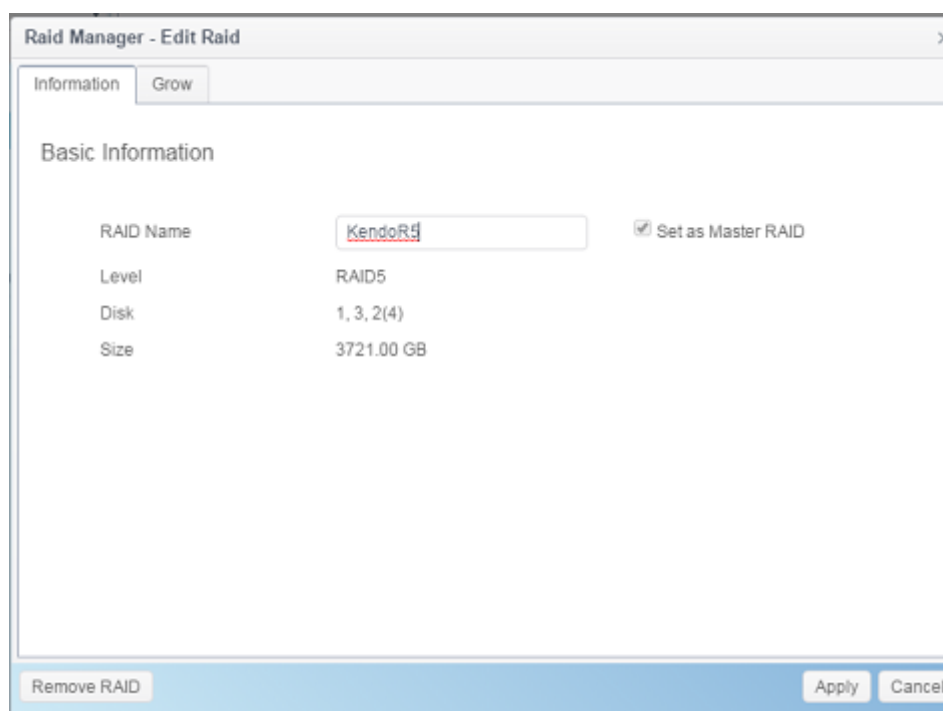 Raid Manager - Edit Raid
Information Grow
Basic Information
RAID Name KendoR5 Set as Master RAID
Level RAID5
Disk 1, 3, 2(4)
Size 3721.00 GB
Remove RAID Apply Cancel